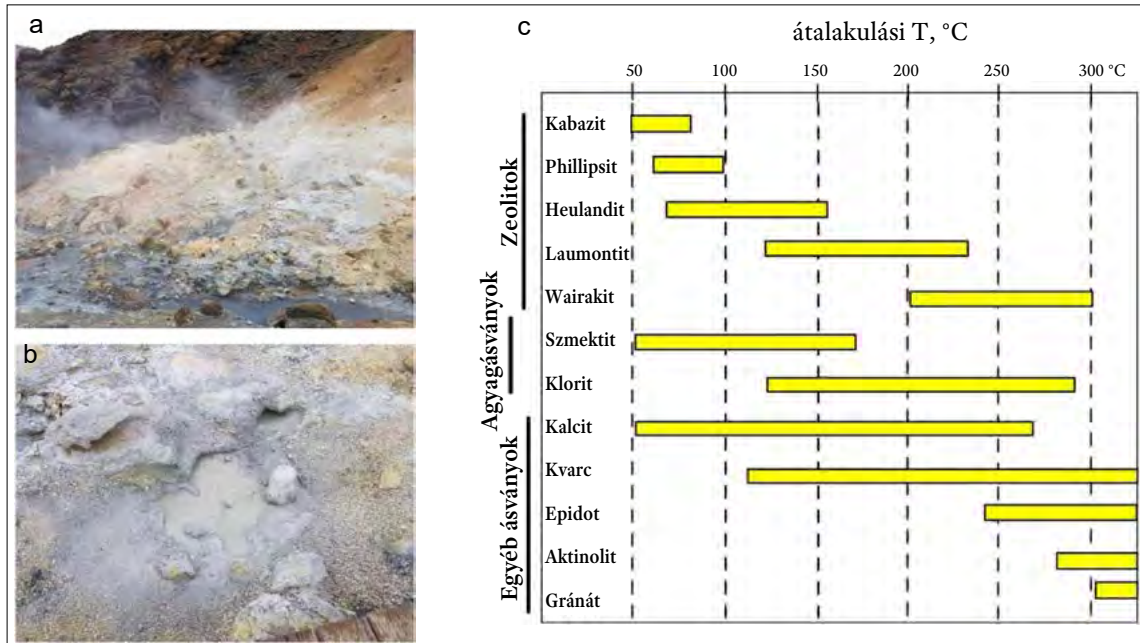 a
b
c
átalakulási T, °C
50 100 150 200 250 300 °C
Zeolitok
Kabazit
Phillipsit
Heulandit
Laumontit
Wairakit
Agyagásványok
Szmektit
Klorit
Egyéb ásványok
Kalcit
Kvarc
Epidot
Aktinolit
Gránát